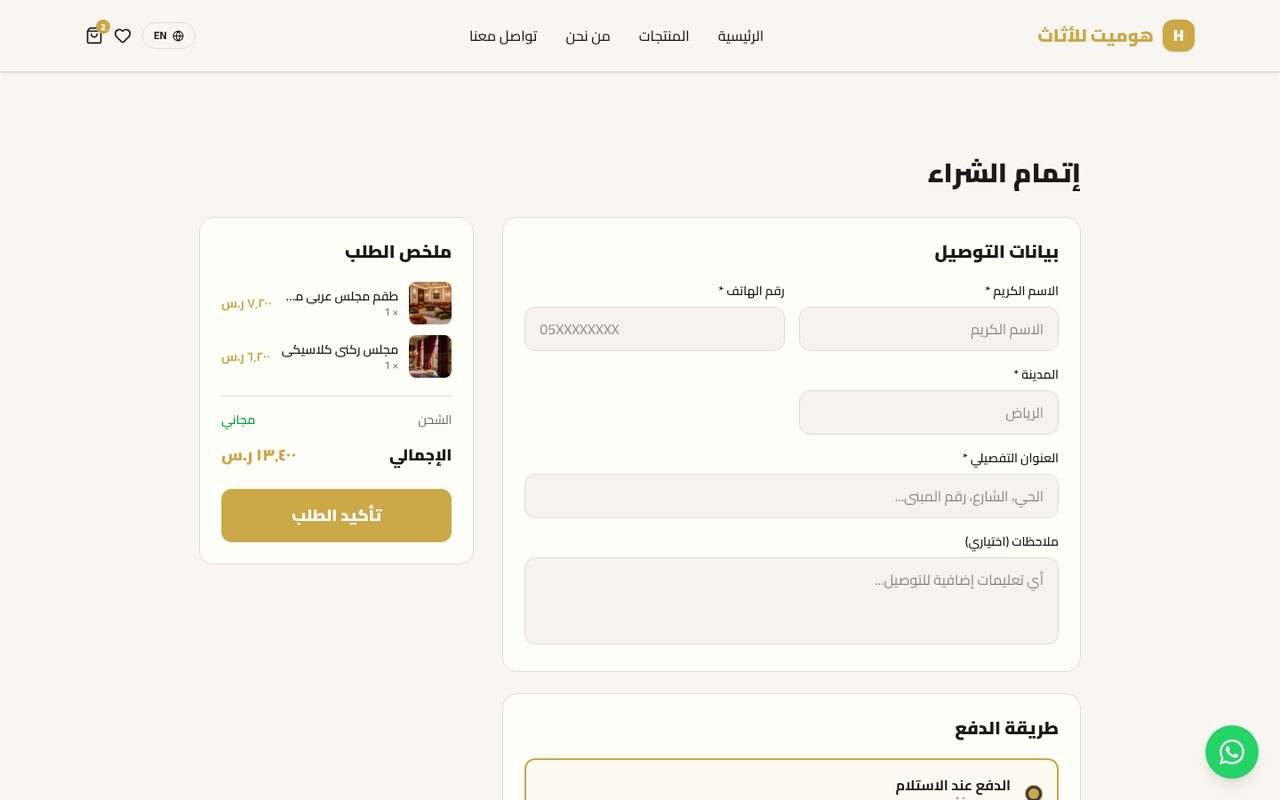 H هوميت للأثاث
الرئيسية
المنتجات
من نحن
تواصل معنا
EN
2
إتمام الشراء
بيانات التوصيل
الاسم الكريم *
رقم الهاتف *
الاسم الكريم
05XXXXXXXX
المدينة *
الرياض
العنوان التفصيلي *
الحي، الشارع، رقم المبنى...
ملاحظات (اختياري)
أي تعليمات إضافية للتوصيل...
طريقة الدفع
الدفع عند الاستلام
ملخص الطلب
طقم مجلس عربي م...
× 1
٧٬٢٠٠ ر.س
مجلس ركني كلاسيكي
× 1
٦٬٢٠٠ ر.س
الشحن
مجاني
الإجمالي
١٣٬٤٠٠ ر.س
تأكيد الطلب